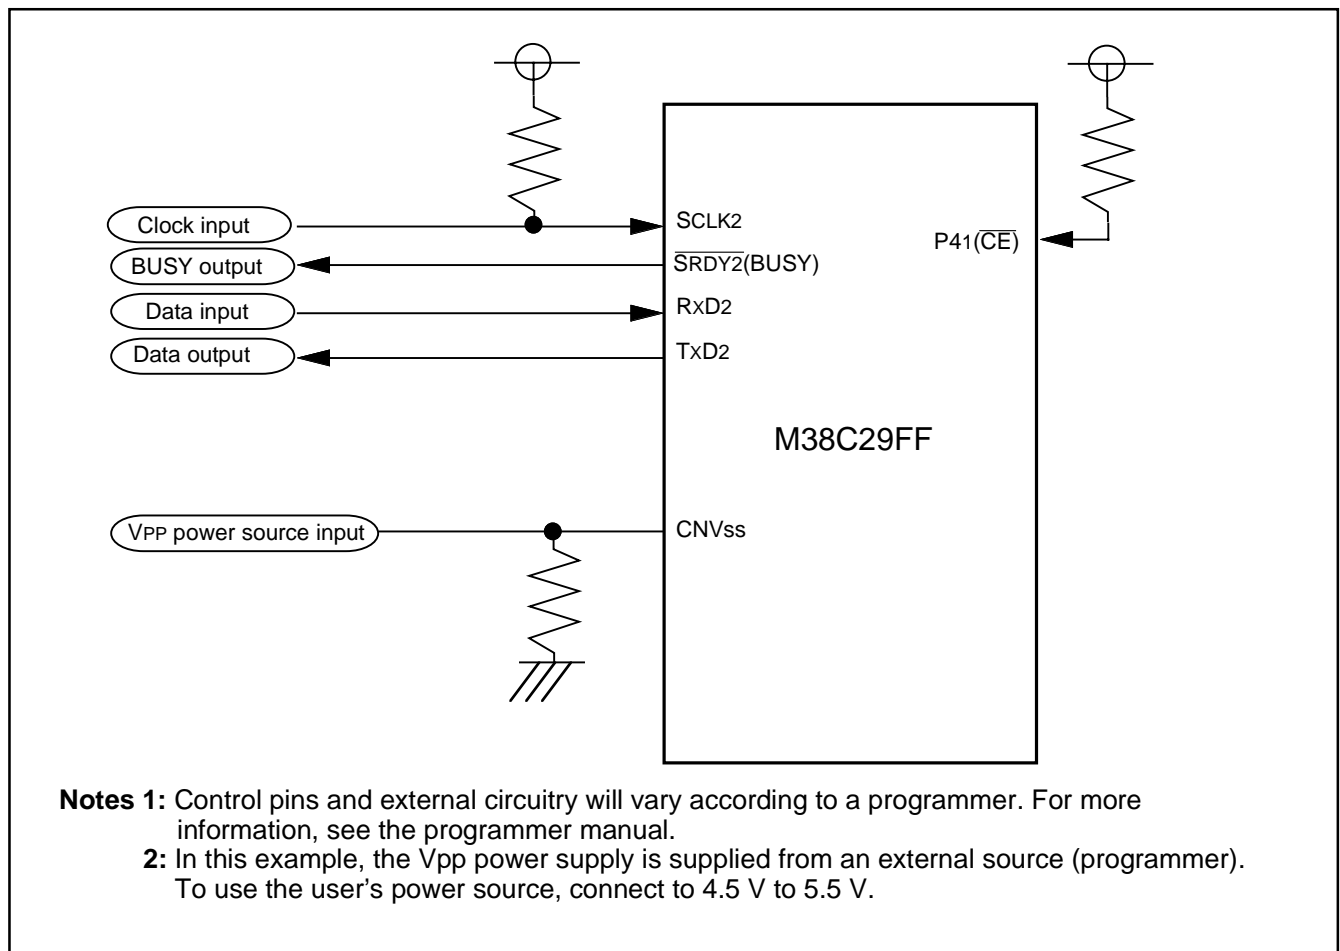 Clock input
SCLK2
P41(CE)
BUSY output
SRDY2(BUSY)
Data input
RxD2
Data output
TxD2
M38C29FF
VPP power source input
CNVss
Notes 1: Control pins and external circuitry will vary according to a programmer. For more
information, see the programmer manual.
2: In this example, the Vpp power supply is supplied from an external source (programmer).
To use the user's power source, connect to 4.5 V to 5.5 V.